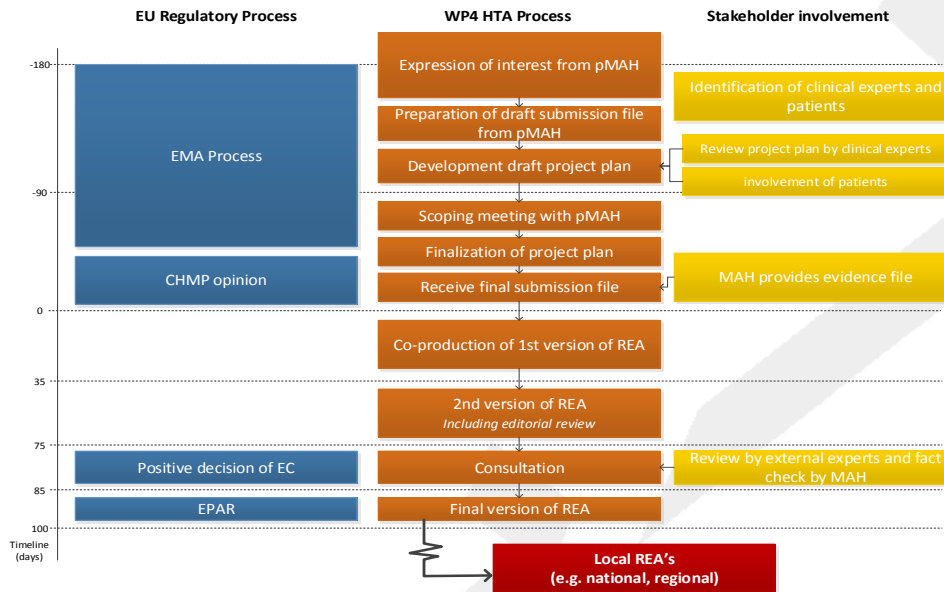 EU Regulatory Process
WP4 HTA Process
Stakeholder involvement
-180
Expression of interest from pMAH
Identification of clinical experts and
patients
Preparation of draft submission file
from pMAH
EMA Process
Development draft project plan
Review project plan by clinical experts
involvement of patients
-90
Scoping meeting with pMAH
Finalization of project plan
CHMP opinion
Receive final submission file
MAH provides evidence file
0
Co-production of 1st version of REA
35
2nd version of REA
Including editorial review
75
Positive decision of EC
Consultation
Review by external experts and fact
check by MAH
85
EPAR
Final version of REA
100
Timeline
(days)
Local REA's
(e.g. national, regional)